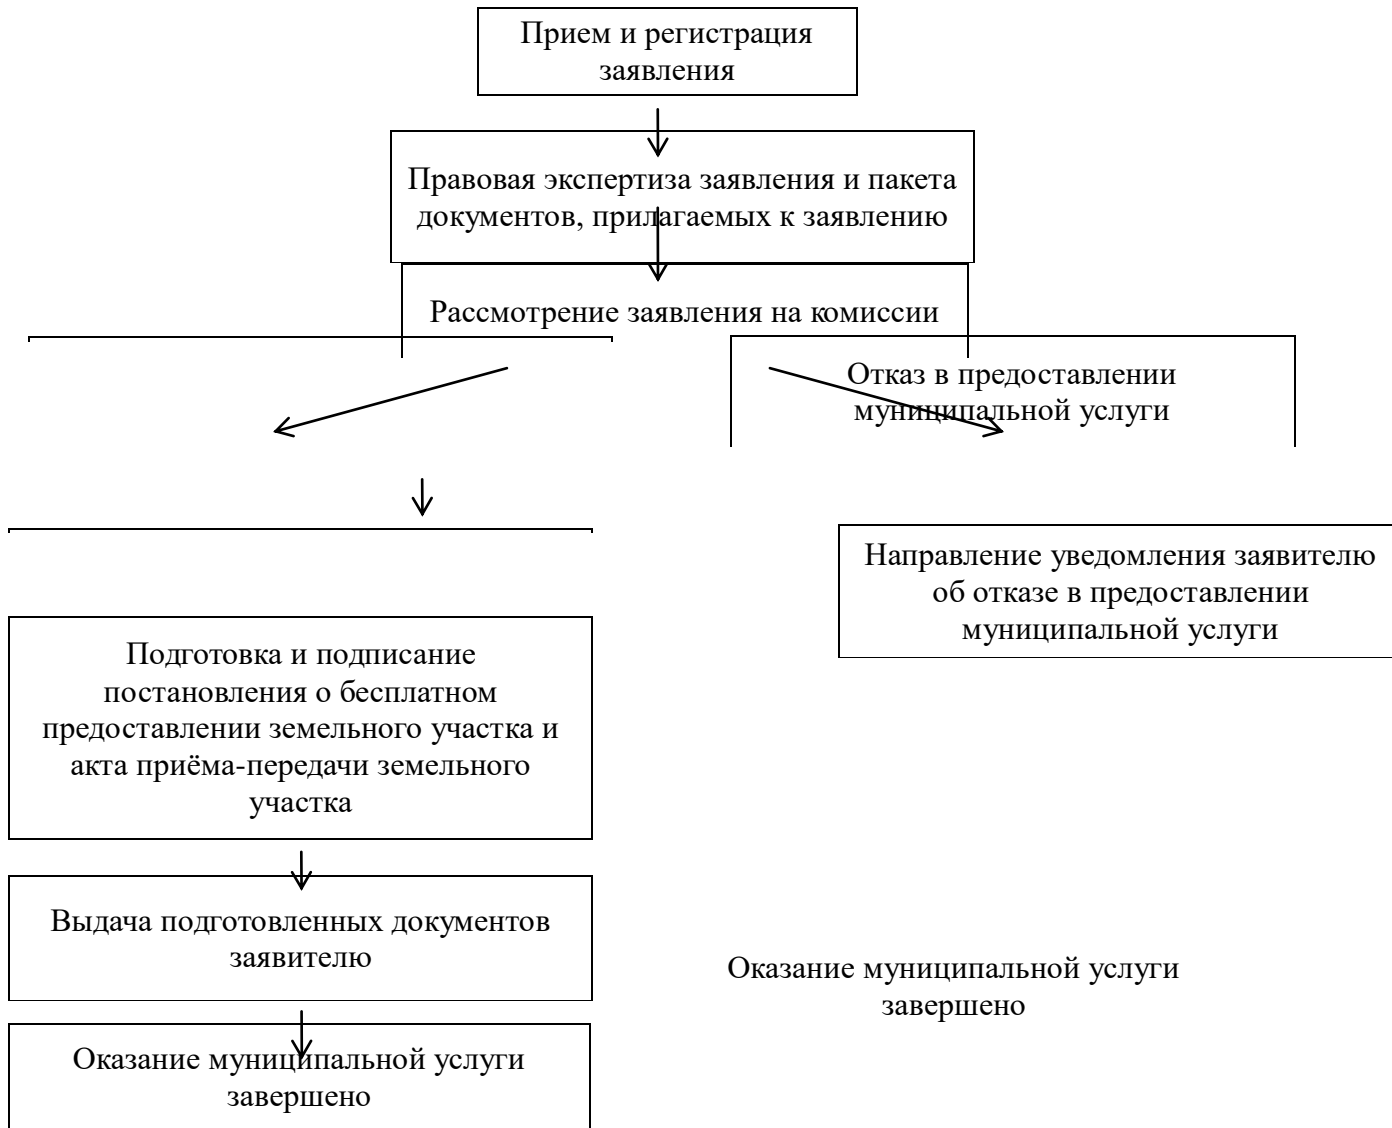 Прием и регистрация
заявления
Правовая экспертиза заявления и пакета
документов, прилагаемых к заявлению
Рассмотрение заявления на комиссии
Отказ в предоставлении
муниципальной услуги
Направление уведомления заявителю
об отказе в предоставлении
муниципальной услуги
Подготовка и подписание
постановления о бесплатном
предоставлении земельного участка и
акта приёма-передачи земельного
участка
Выдача подготовленных документов
заявителю
Оказание муниципальной услуги
завершено
Оказание муниципальной услуги
завершено